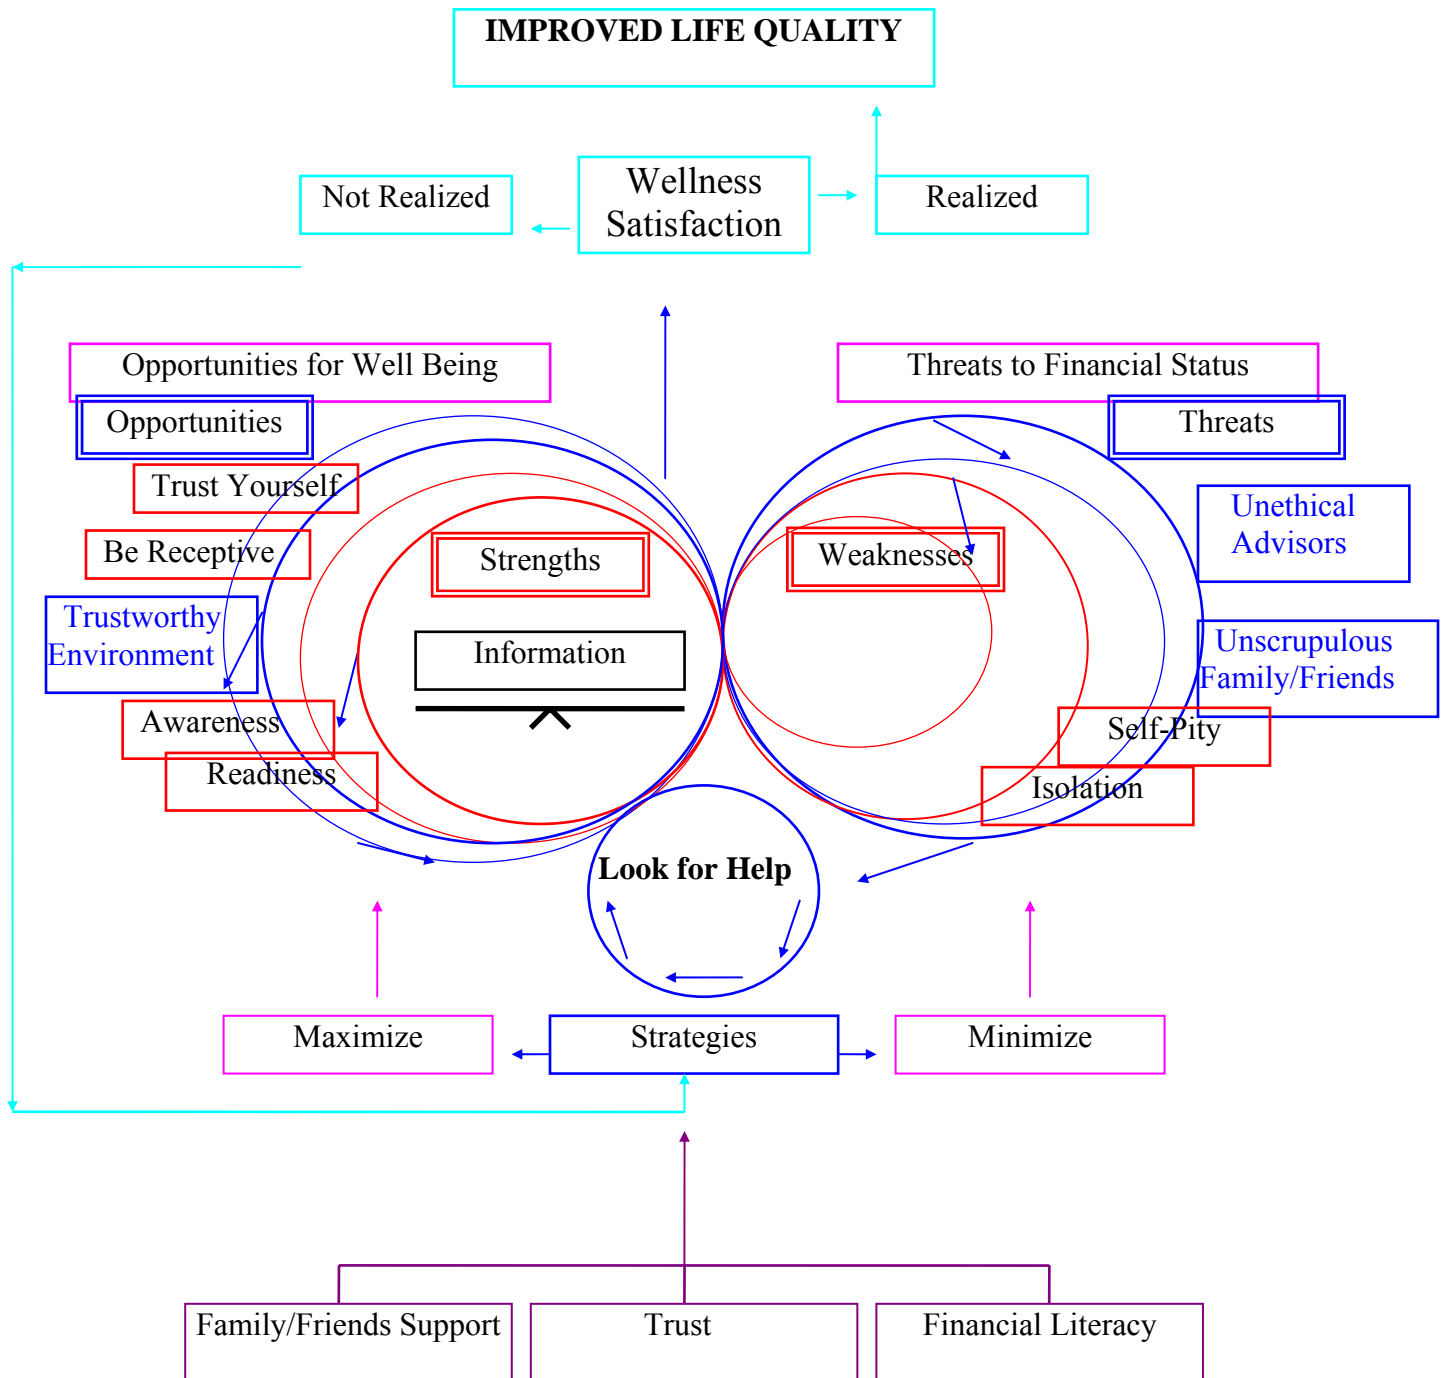 IMPROVED LIFE QUALITY
Not Realized
Wellness
Satisfaction
Realized
Opportunities for Well Being
Threats to Financial Status
Opportunities
Threats
Trust Yourself
Be Receptive
Strengths
Weaknesses
Unethical
Advisors
Trustworthy
Environment
Information
Unscrupulous
Family/Friends
Awareness
Self-Pity
Readiness
Isolation
Look for Help
Maximize
Strategies
Minimize
Family/Friends Support
Trust
Financial Literacy